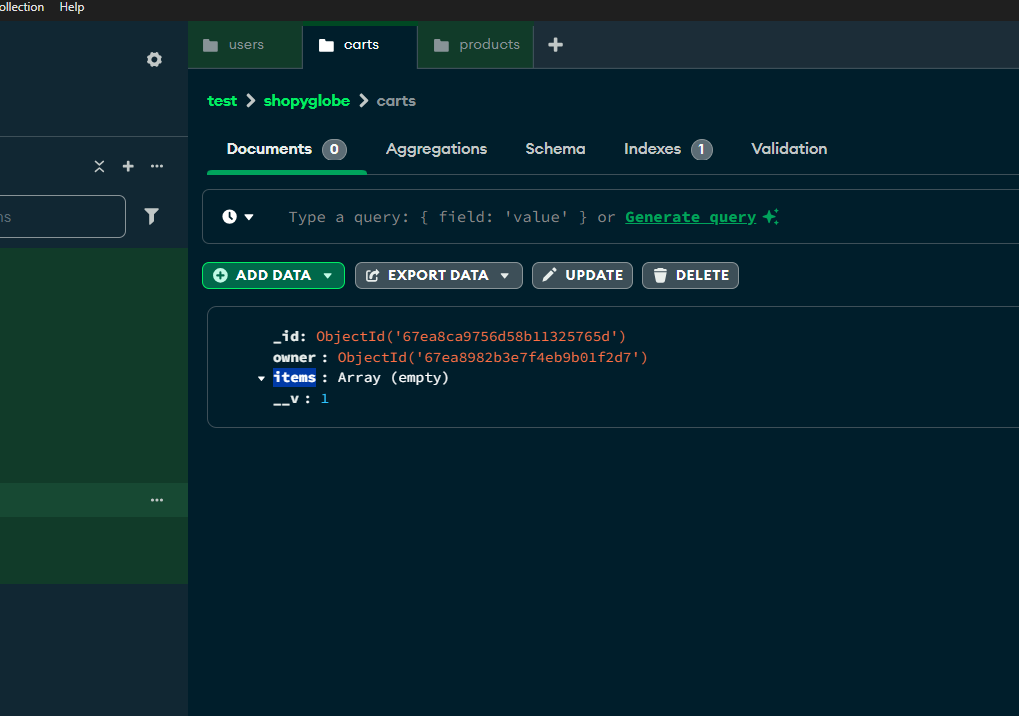 ollection Help
users carts products
test shopyglobe carts
Documents 0 Aggregations Schema Indexes 1 Validation
ns
Type a query: { field: 'value' } or Generate query
ADD DATA EXPORT DATA UPDATE DELETE
_id: ObjectId('67ea8ca9756d58b11325765d')
owner : ObjectId('67ea8982b3e7f4eb9b01f2d7')
items : Array (empty)
__v : 1